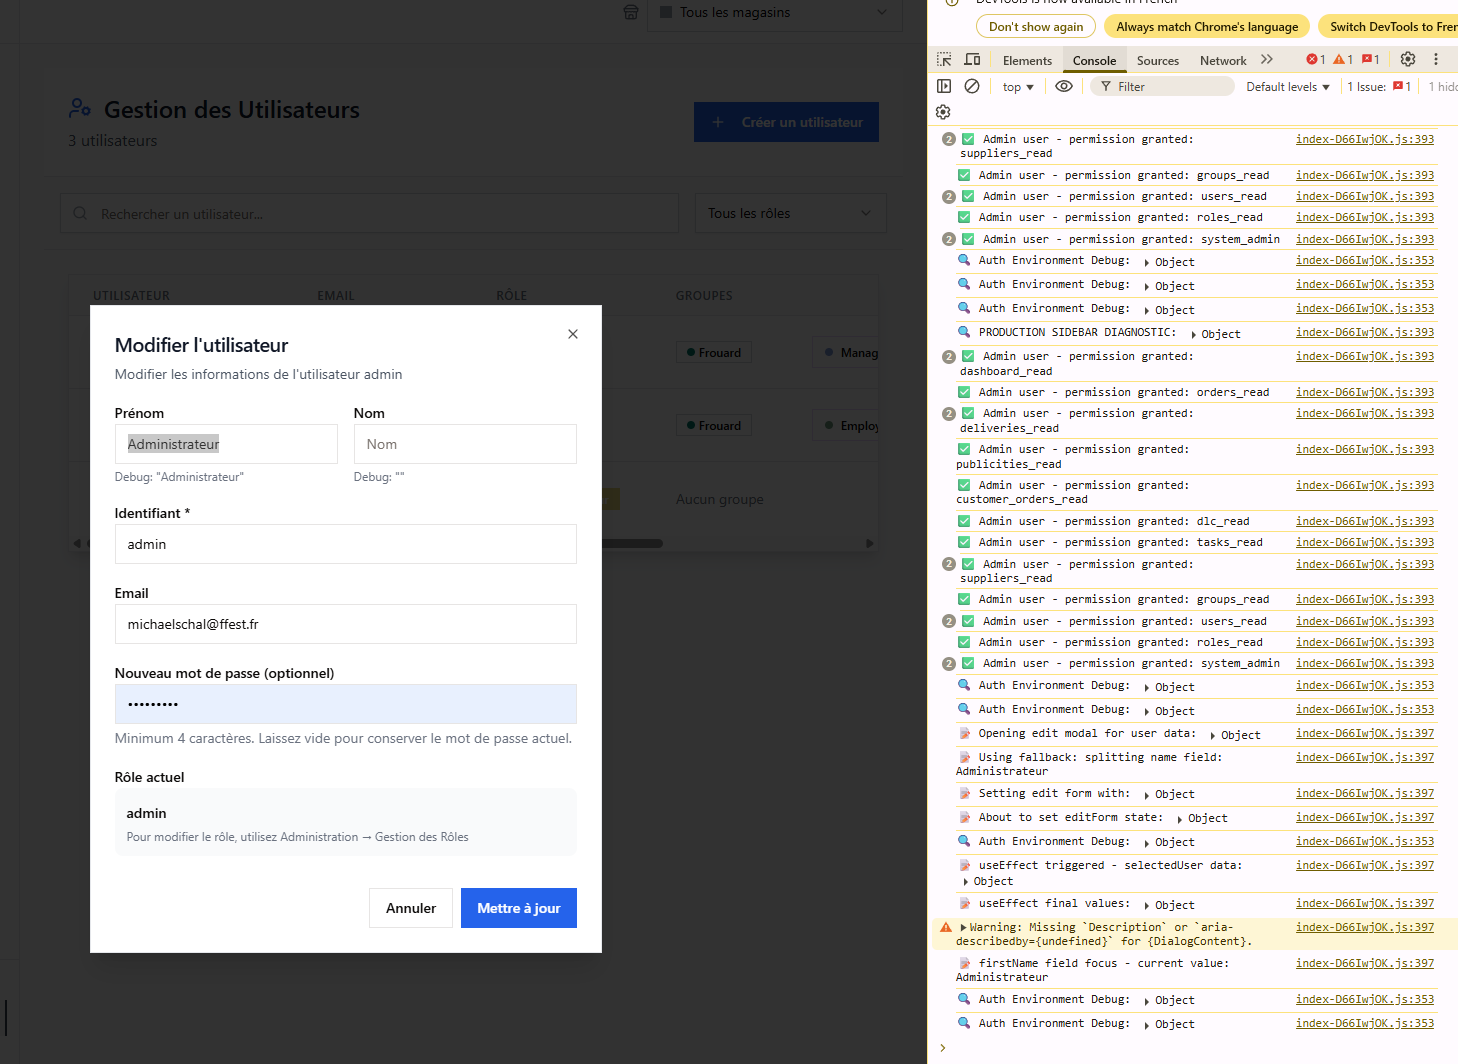 Tous les magasins
Gestion des Utilisateurs
3 utilisateurs
Créer un utilisateur
Rechercher un utilisateur...
Tous les rôles
UTILISATEUR EMAIL RÔLE GROUPES
Frouard Manag
Frouard Employ
Aucun groupe
Modifier l'utilisateur
Modifier les informations de l'utilisateur admin
Prénom Nom
Administrateur Nom
Debug: "Administrateur" Debug: ""
Identifiant *
admin
Email
michaelschal@ffest.fr
Nouveau mot de passe (optionnel)
•••••••••
Minimum 4 caractères. Laissez vide pour conserver le mot de passe actuel.
Rôle actuel
admin
Pour modifier le rôle, utilisez Administration → Gestion des Rôles
Annuler Mettre à jour
DevTools is now available in French
Don't show again Always match Chrome's language Switch DevTools to Fren
Elements Console Sources Network 1 1 1
top Filter Default levels 1 Issue: 1 1 hidd
2 Admin user - permission granted: index-D66IwjOK.js:393
suppliers_read
Admin user - permission granted: groups_read index-D66IwjOK.js:393
2 Admin user - permission granted: users_read index-D66IwjOK.js:393
Admin user - permission granted: roles_read index-D66IwjOK.js:393
2 Admin user - permission granted: system_admin index-D66IwjOK.js:393
Auth Environment Debug: Object index-D66IwjOK.js:353
Auth Environment Debug: Object index-D66IwjOK.js:353
Auth Environment Debug: Object index-D66IwjOK.js:353
PRODUCTION SIDEBAR DIAGNOSTIC: Object index-D66IwjOK.js:393
2 Admin user - permission granted: index-D66IwjOK.js:393
dashboard_read
Admin user - permission granted: orders_read index-D66IwjOK.js:393
2 Admin user - permission granted: index-D66IwjOK.js:393
deliveries_read
Admin user - permission granted: index-D66IwjOK.js:393
publicities_read
Admin user - permission granted: index-D66IwjOK.js:393
customer_orders_read
Admin user - permission granted: dlc_read index-D66IwjOK.js:393
Admin user - permission granted: tasks_read index-D66IwjOK.js:393
2 Admin user - permission granted: index-D66IwjOK.js:393
suppliers_read
Admin user - permission granted: groups_read index-D66IwjOK.js:393
2 Admin user - permission granted: users_read index-D66IwjOK.js:393
Admin user - permission granted: roles_read index-D66IwjOK.js:393
2 Admin user - permission granted: system_admin index-D66IwjOK.js:393
Auth Environment Debug: Object index-D66IwjOK.js:353
Auth Environment Debug: Object index-D66IwjOK.js:353
Opening edit modal for user data: Object index-D66IwjOK.js:397
Using fallback: splitting name field: index-D66IwjOK.js:397
Administrateur
Setting edit form with: Object index-D66IwjOK.js:397
About to set editForm state: Object index-D66IwjOK.js:397
Auth Environment Debug: Object index-D66IwjOK.js:353
useEffect triggered - selectedUser data: index-D66IwjOK.js:397
Object
useEffect final values: Object index-D66IwjOK.js:397
Warning: Missing `Description` or `aria- index-D66IwjOK.js:397
describedby={undefined}` for {DialogContent}.
firstName field focus - current value: index-D66IwjOK.js:397
Administrateur
Auth Environment Debug: Object index-D66IwjOK.js:353
Auth Environment Debug: Object index-D66IwjOK.js:353